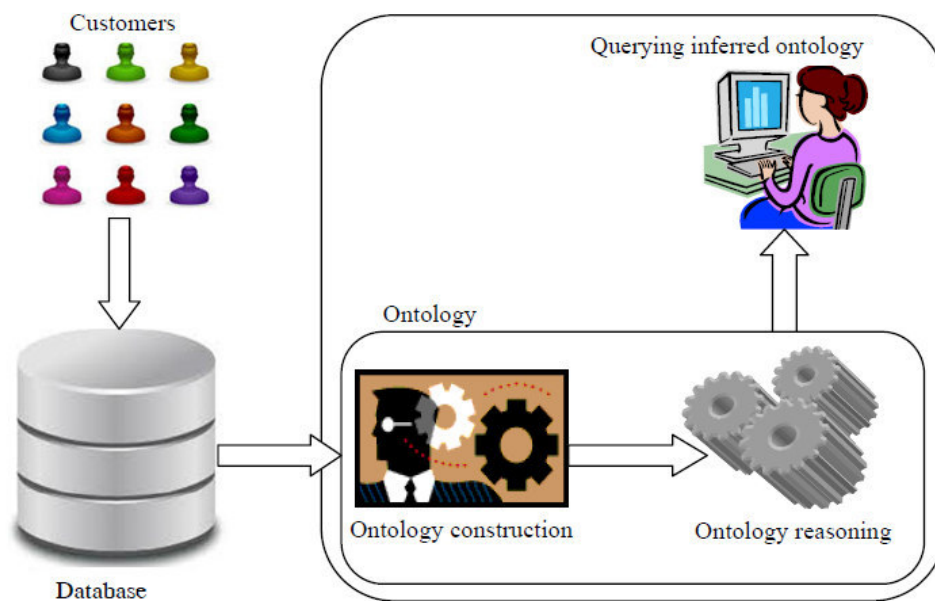 Customers
Querying inferred ontology
Ontology
Ontology construction
Ontology reasoning
Database